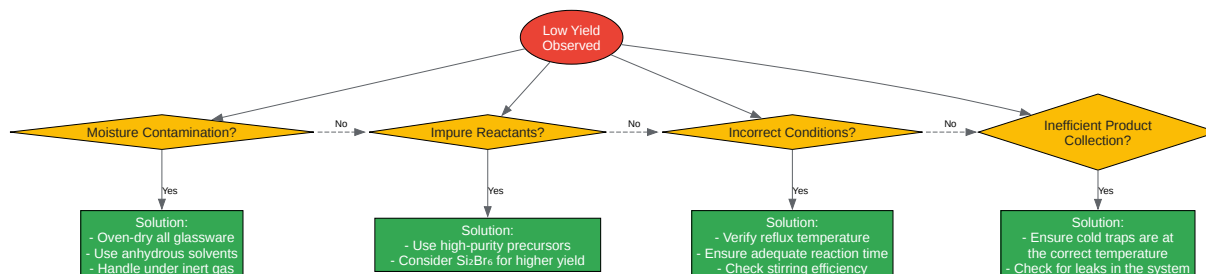 Low Yield
Observed
Moisture Contamination?
No
Impure Reactants?
No
Incorrect Conditions?
No
Inefficient Product
Collection?
Yes
Yes
Yes
Yes
Solution:
- Oven-dry all glassware
- Use anhydrous solvents
- Handle under inert gas
Solution:
- Use high-purity precursors
- Consider Si₂Br₆ for higher yield
Solution:
- Verify reflux temperature
- Ensure adequate reaction time
- Check stirring efficiency
Solution:
- Ensure cold traps are at
the correct temperature
- Check for leaks in the system